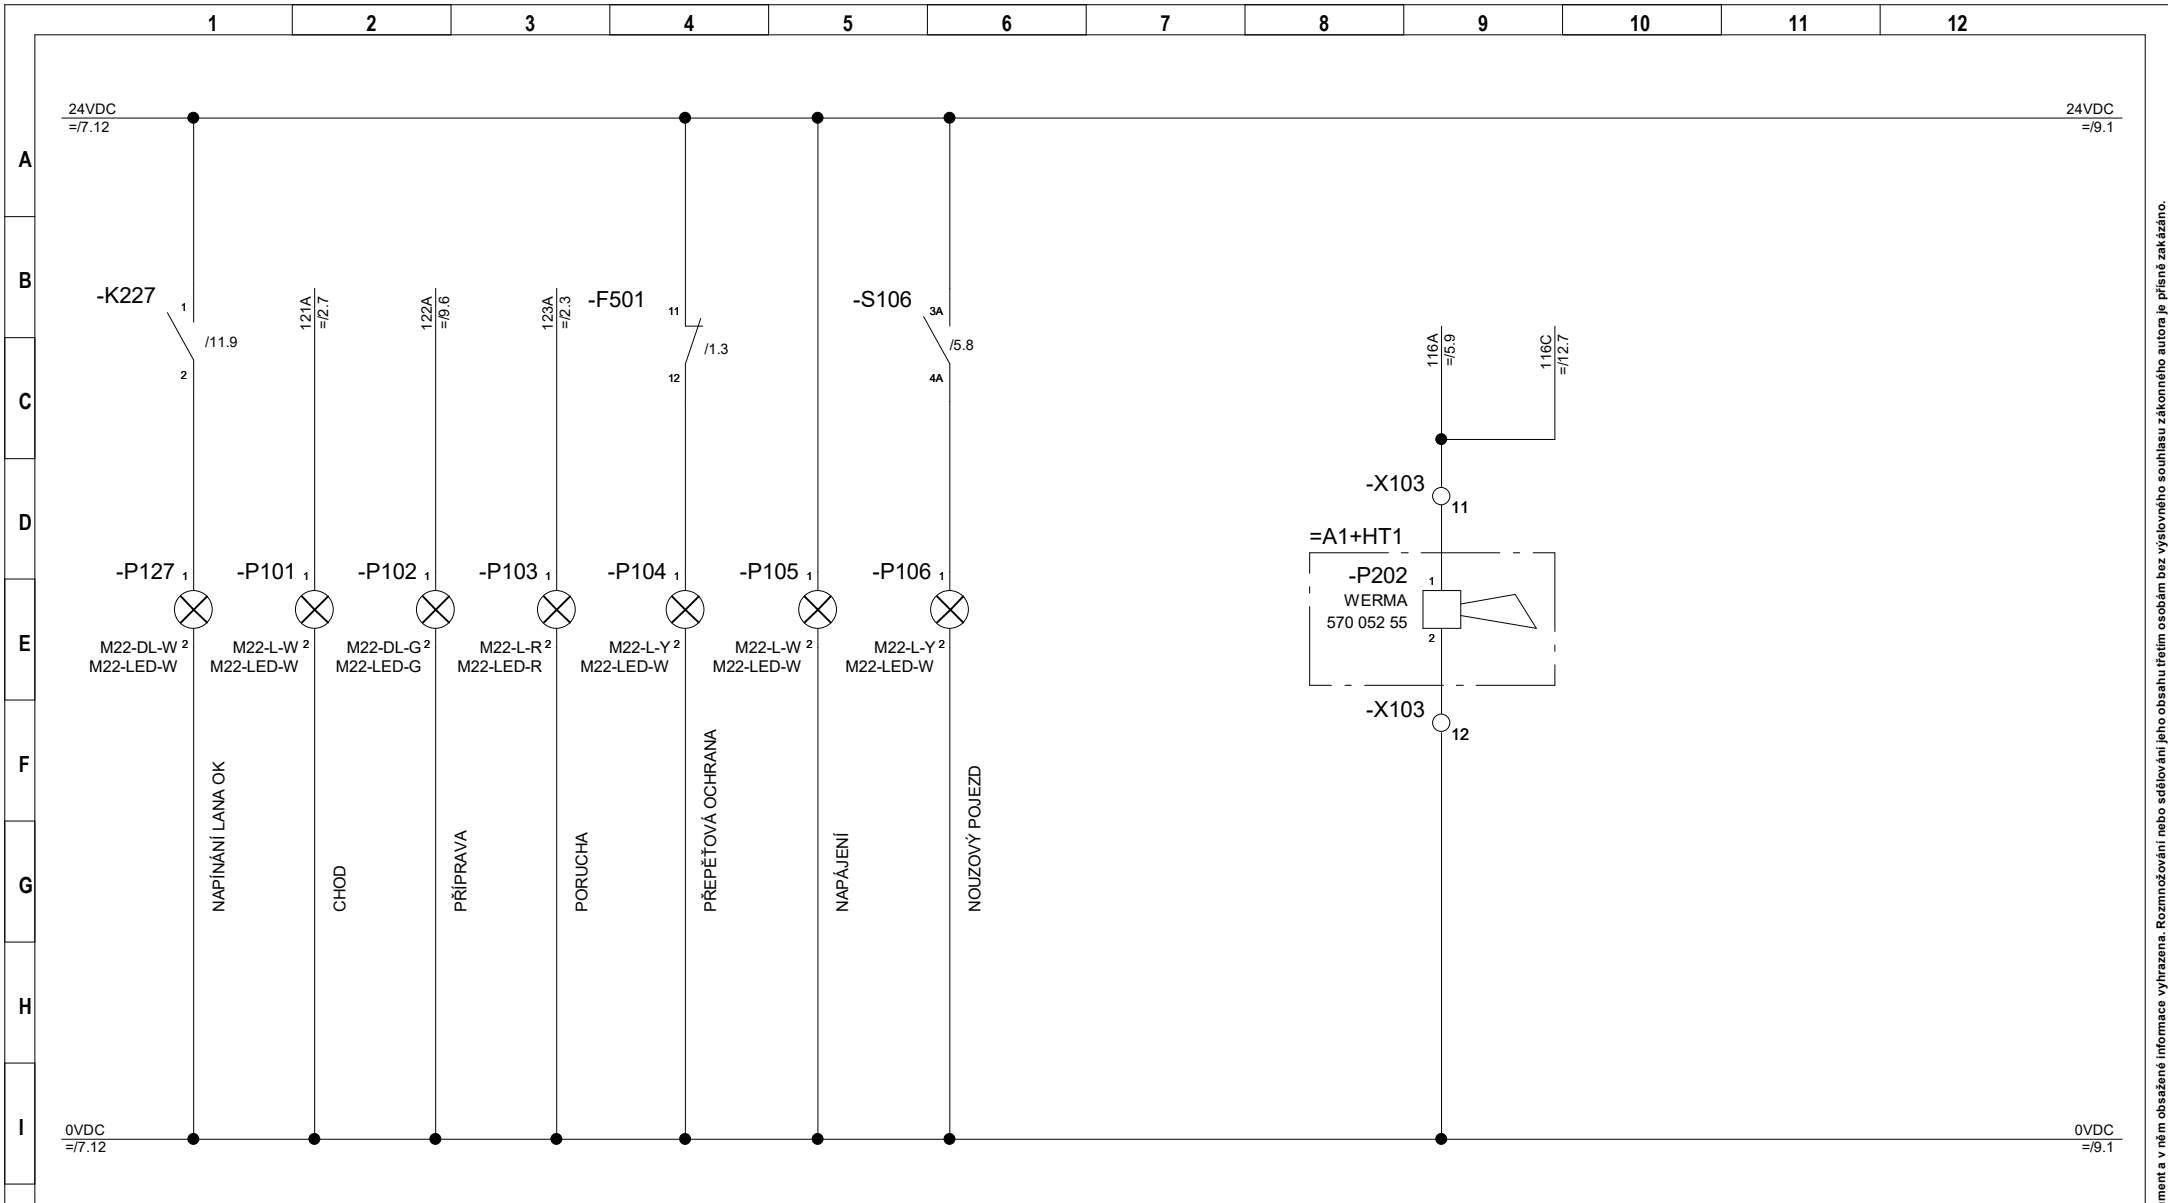 1 2 3 4 5 6 7 8 9 10 11 12
24VDC
=/7.12
24VDC
=/9.1
A
B
C
D
E
F
G
H
I
-K227
1
/11.9
2
121A
=/2.7
122A
=/9.6
123A
=/2.3
-F501
11
/1.3
12
-S106
3A
/5.8
4A
116A
=/5.9
116C
=/12.7
-X103
11
=A1+HT1
-P127 1
M22-DL-W 2
M22-LED-W
-P101 1
M22-L-W 2
M22-LED-W
-P102 1
M22-DL-G 2
M22-LED-G
-P103 1
M22-L-R 2
M22-LED-R
-P104 1
M22-L-Y 2
M22-LED-W
-P105 1
M22-L-W 2
M22-LED-W
-P106 1
M22-L-Y 2
M22-LED-W
-P202 1
WERMA
570 052 55
2
-X103
12
NAPÍNÁNÍ LANA OK
CHOD
PŘÍPRAVA
PORUCHA
PŘEPĚŤOVÁ OCHRANA
NAPÁJENÍ
NOUZOVÝ POJEZD
0VDC
=/7.12
0VDC
=/9.1
a v něm obsažené informace vyhrazena. Rozmnožování nebo sdělování jeho obsahu třetím osobám bez výslovného souhlasu zákonného autora je přísně zakázáno.